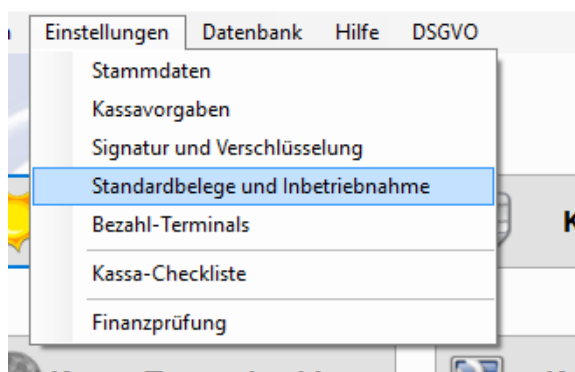 Einstellungen Datenbank Hilfe DSGVO
Stammdaten
Kassavorgaben
Signatur und Verschlüsselung
Standardbelege und Inbetriebnahme
Bezahl-Terminals
Kassa-Checkliste
Finanzprüfung